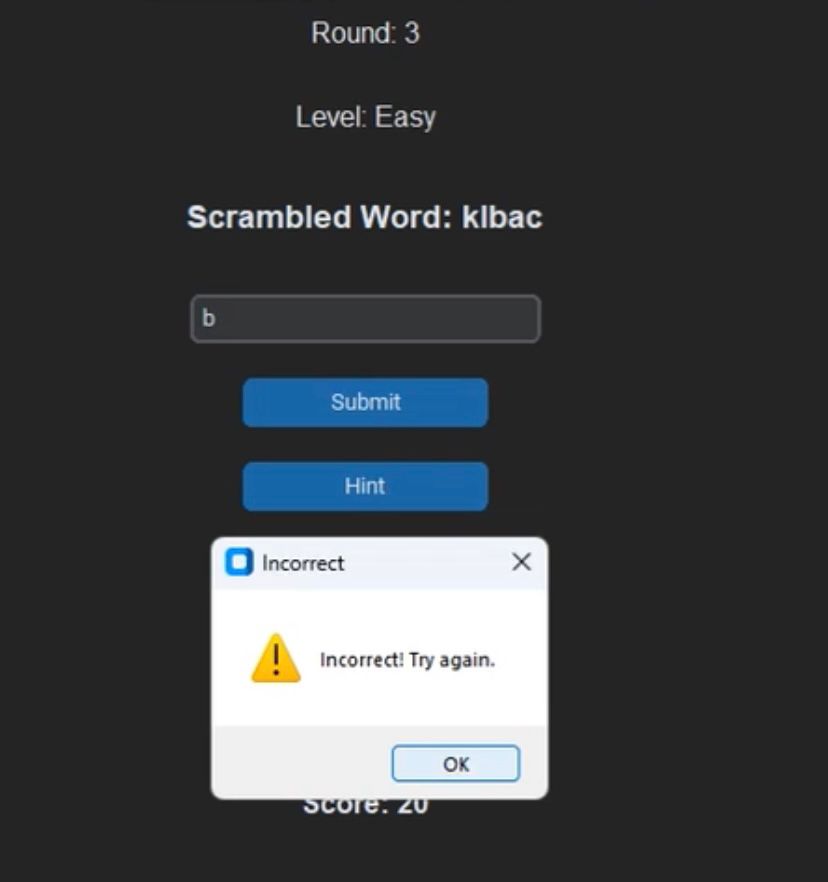 Round: 3
Level: Easy
Scrambled Word: klbac
b
Submit
Hint
Incorrect
Incorrect! Try again.
OK
Score: 20